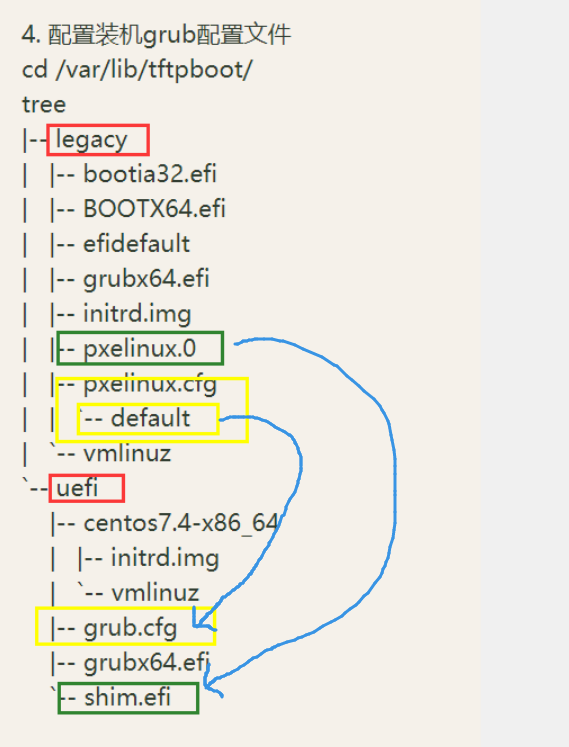 4. 配置装机grub配置文件
cd /var/lib/tftpboot/
tree
|-- legacy
|   |-- bootia32.efi
|   |-- BOOTX64.efi
|   |-- efidefault
|   |-- grubx64.efi
|   |-- initrd.img
|   |-- pxelinux.0
|   |-- pxelinux.cfg
|   |   `-- default
|   `-- vmlinuz
`-- uefi
    |-- centos7.4-x86_64
    |   |-- initrd.img
    |   `-- vmlinuz
    |-- grub.cfg
    |-- grubx64.efi
    `-- shim.efi